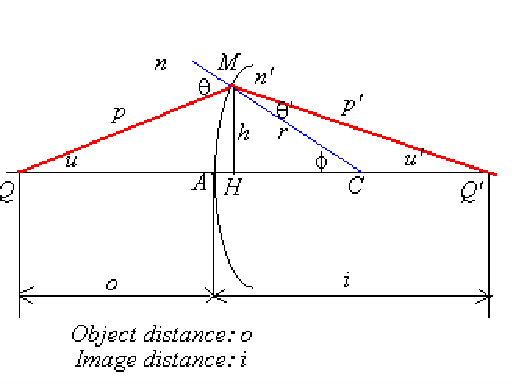 n M n'
θ
p θ' p'
h r
u ϕ u'
Q A H C Q'
o i
Object distance: o
Image distance: i